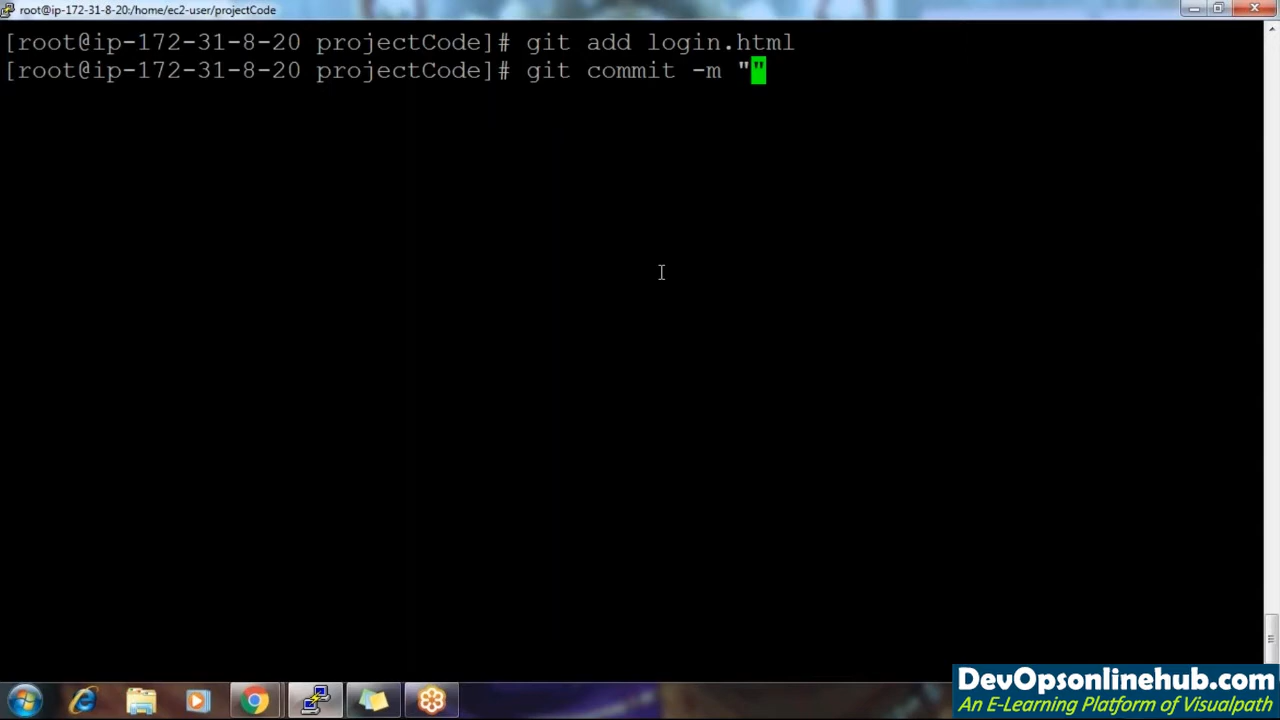 root@ip-172-31-8-20:/home/ec2-user/projectCode
[root@ip-172-31-8-20 projectCode]# git add login.html
[root@ip-172-31-8-20 projectCode]# git commit -m ""
DevOpsonlinehub.com
An E-Learning Platform of Visualpath